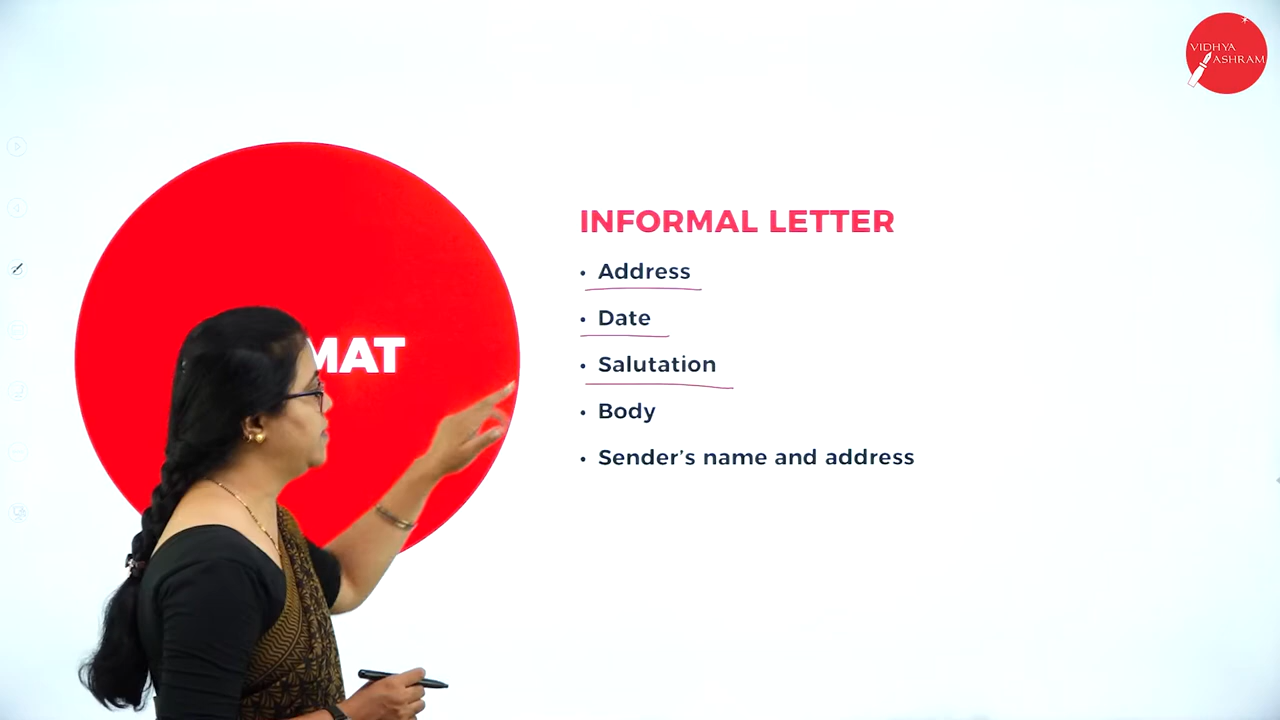 VIDHYA
ASHRAM
INFORMAL LETTER
• Address
• Date
• Salutation
• Body
• Sender's name and address
MAT